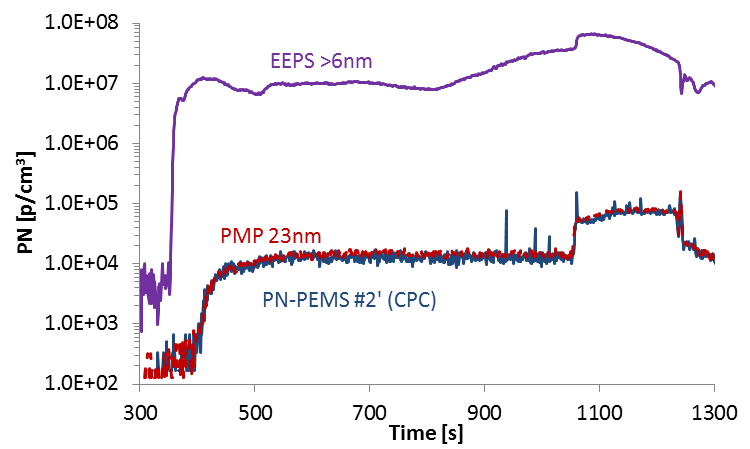 1.0E+08
1.0E+07
1.0E+06
1.0E+05
1.0E+04
1.0E+03
1.0E+02
PN [p/cm³]
EEPS >6nm
PMP 23nm
PN-PEMS #2' (CPC)
300 500 700 900 1100 1300
Time [s]